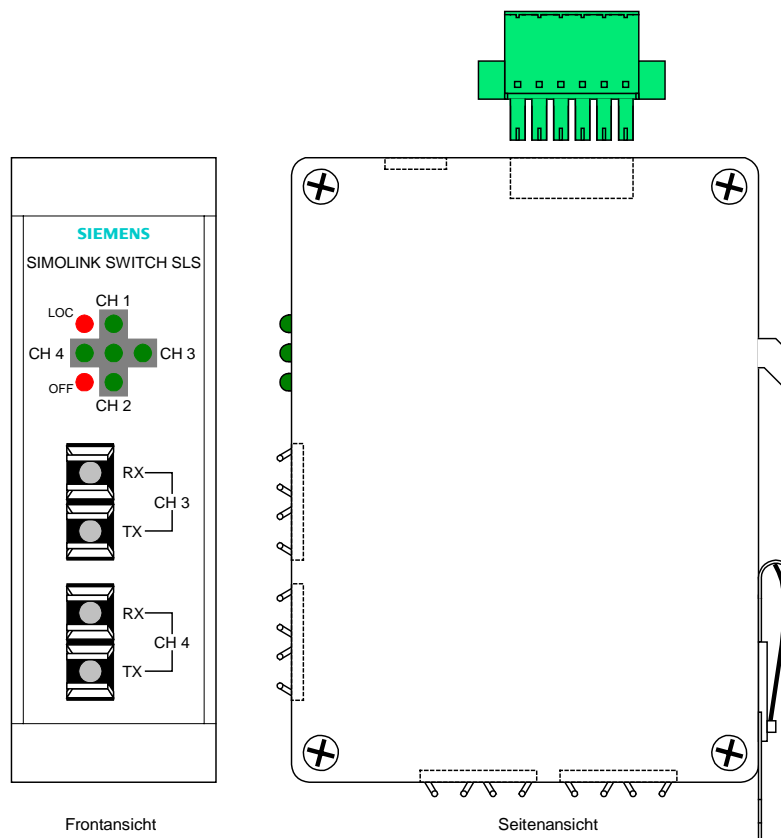 SIEMENS
SIMOLINK SWITCH SLS
LOC
CH 1
CH 4
CH 3
OFF
CH 2
RX
CH 3
TX
RX
CH 4
TX
Frontansicht
Seitenansicht